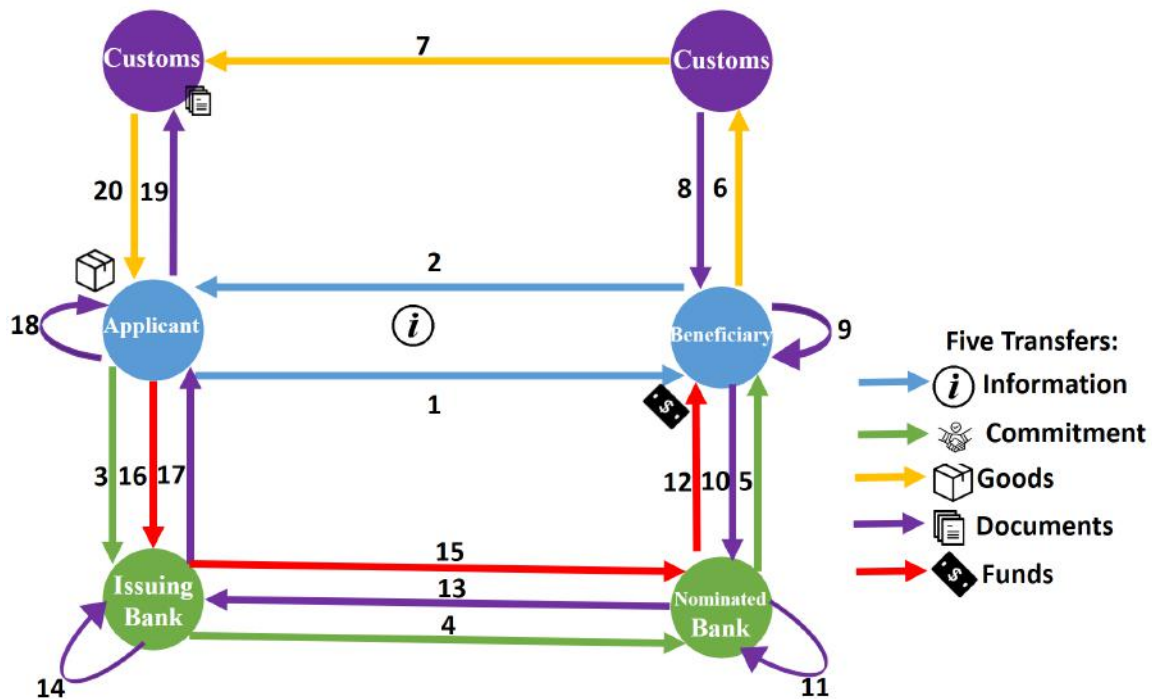 Customs
7
Customs
20
19
8
6
2
18
Applicant
i
Beneficiary
9
Five Transfers:
i Information
1
$
Commitment
3
16
17
12
10
5
Goods
Documents
15
$ Funds
Issuing
Bank
13
Nominated
Bank
4
14
11